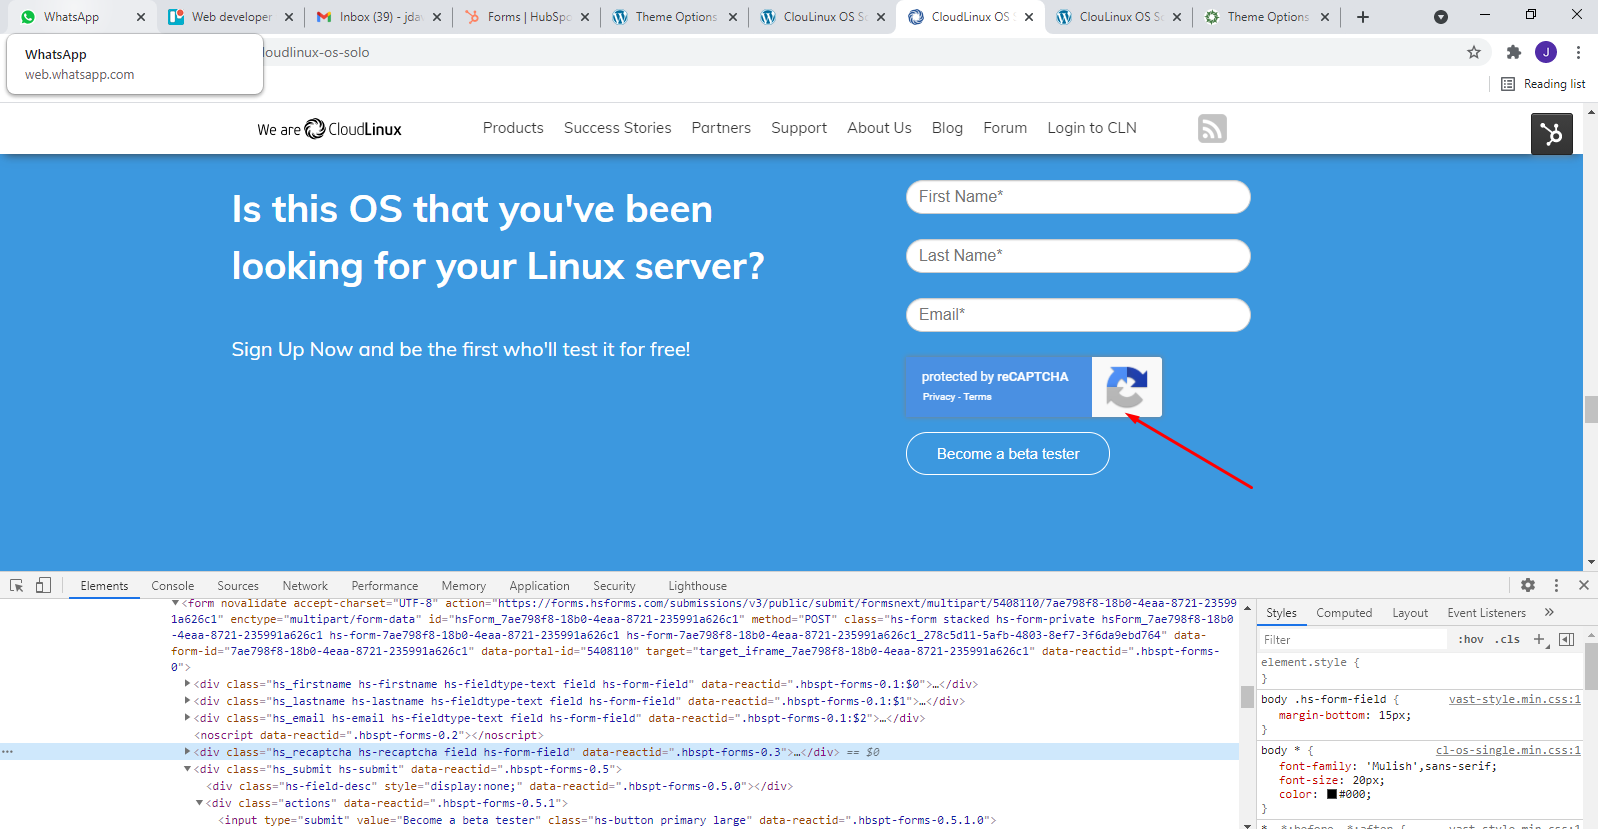 WhatsApp
Web developer
Inbox (39) - jda
Forms | HubSp
Theme Options
ClouLinux OS S
CloudLinux OS
ClouLinux OS S
Theme Options
WhatsApp
web.whatsapp.com
loudlinux-os-solo
J
Reading list
We are CloudLinux
Products
Success Stories
Partners
Support
About Us
Blog
Forum
Login to CLN
Is this OS that you've been
looking for your Linux server?
Sign Up Now and be the first who'll test it for free!
First Name*
Last Name*
Email*
protected by reCAPTCHA
Privacy - Terms
Become a beta tester
Elements
Console
Sources
Network
Performance
Memory
Application
Security
Lighthouse
<form novalidate accept-charset="UTF-8" action="https://forms.hsforms.com/submissions/v3/public/submit/formsnext/multipart/5408110/7ae798f8-18b0-4eaa-8721-23599
1a626c1" enctype="multipart/form-data" id="hsForm_7ae798f8-18b0-4eaa-8721-235991a626c1" method="POST" class="hs-form stacked hs-form-private hsForm_7ae798f8-18b0
-4eaa-8721-235991a626c1 hs-form-7ae798f8-18b0-4eaa-8721-235991a626c1 hs-form-7ae798f8-18b0-4eaa-8721-235991a626c1_278c5d11-5afb-4803-8ef7-3f6da9ebd764" data-
form-id="7ae798f8-18b0-4eaa-8721-235991a626c1" data-portal-id="5408110" target="target_iframe_7ae798f8-18b0-4eaa-8721-235991a626c1" data-reactid=".hbspt-forms-
0">
<div class="hs_firstname hs-firstname hs-fieldtype-text field hs-form-field" data-reactid=".hbspt-forms-0.1:$0">…</div>
<div class="hs_lastname hs-lastname hs-fieldtype-text field hs-form-field" data-reactid=".hbspt-forms-0.1:$1">…</div>
<div class="hs_email hs-email hs-fieldtype-text field hs-form-field" data-reactid=".hbspt-forms-0.1:$2">…</div>
<noscript data-reactid=".hbspt-forms-0.2"></noscript>
<div class="hs_recaptcha hs-recaptcha field hs-form-field" data-reactid=".hbspt-forms-0.3">…</div> == $0
<div class="hs_submit hs-submit" data-reactid=".hbspt-forms-0.5">
<div class="hs-field-desc" style="display:none;" data-reactid=".hbspt-forms-0.5.0"></div>
<div class="actions" data-reactid=".hbspt-forms-0.5.1">
<input type="submit" value="Become a beta tester" class="hs-button primary large" data-reactid=".hbspt-forms-0.5.1.0">
Styles
Computed
Layout
Event Listeners
Filter
:hov
.cls
element.style {
}
body .hs-form-field {
vast-style.min.css:1
margin-bottom: 15px;
}
body * {
cl-os-single.min.css:1
font-family: 'Mulish',sans-serif;
font-size: 20px;
color: #000;
}